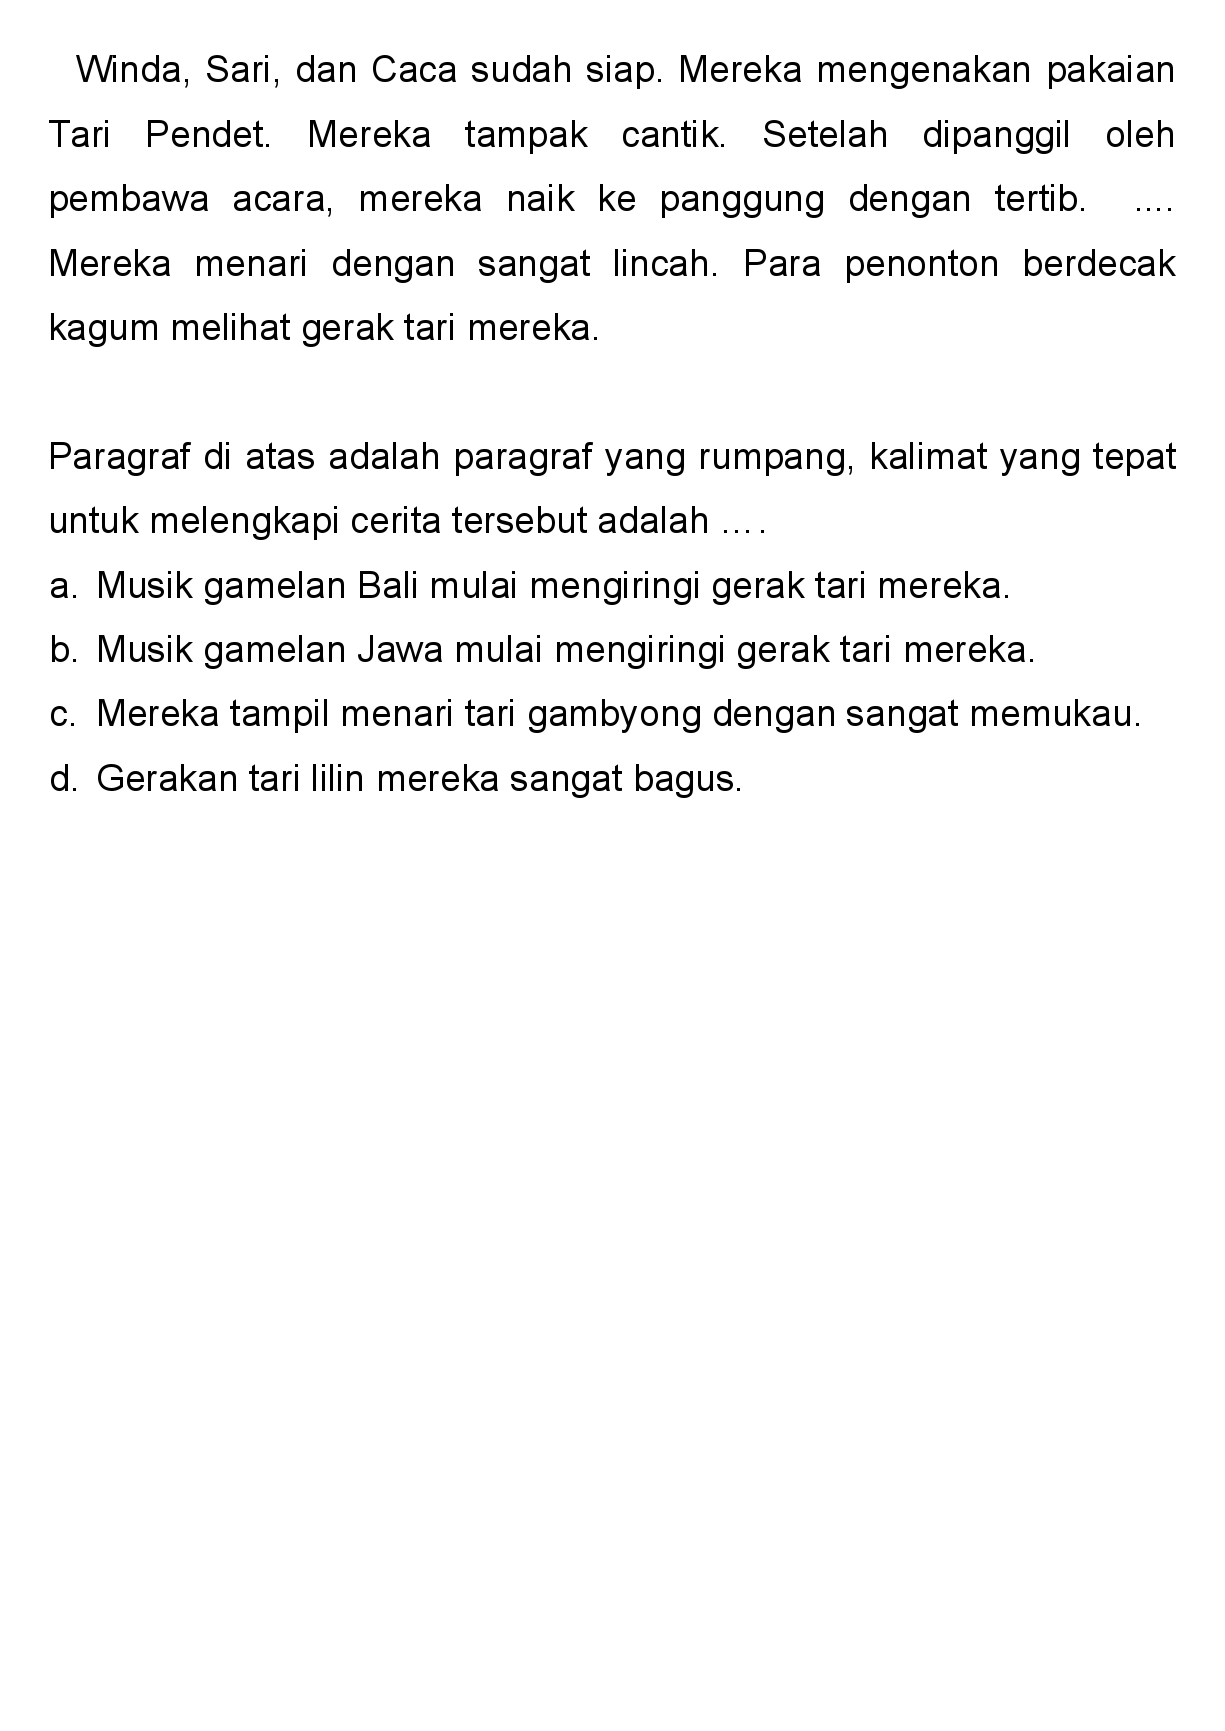 Winda, Sari, dan Caca sudah siap. Mereka mengenakan pakaian
Tari Pendet. Mereka tampak cantik. Setelah dipanggil oleh
pembawa acara, mereka naik ke panggung dengan tertib. ....
Mereka menari dengan sangat lincah. Para penonton berdecak
kagum melihat gerak tari mereka.
Paragraf di atas adalah paragraf yang rumpang, kalimat yang tepat
untuk melengkapi cerita tersebut adalah ....
a. Musik gamelan Bali mulai mengiringi gerak tari mereka.
b. Musik gamelan Jawa mulai mengiringi gerak tari mereka.
c. Mereka tampil menari tari gambyong dengan sangat memukau.
d. Gerakan tari lilin mereka sangat bagus.